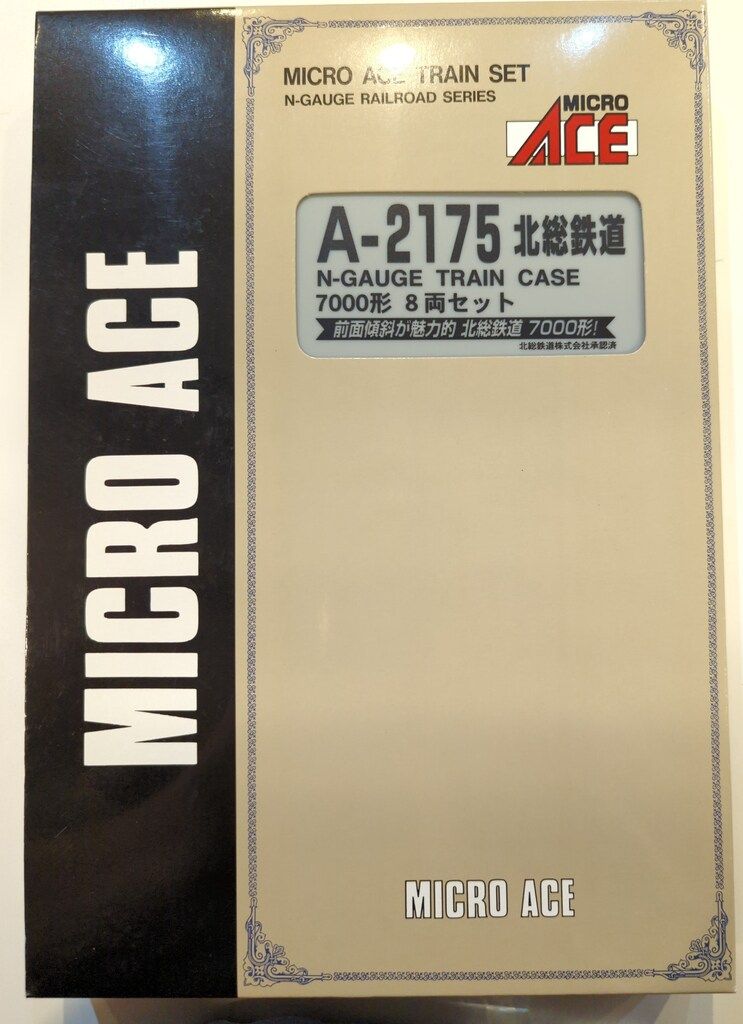 MICRO ACE
MICRO ACE TRAIN SET
N-GAUGE RAILROAD SERIES
MICRO
ACE
A-2175 北総鉄道
N-GAUGE TRAIN CASE
7000形 8両セット
前面傾斜が魅力的 北総鉄道 7000形!
北総鉄道株式会社承認済
MICRO ACE